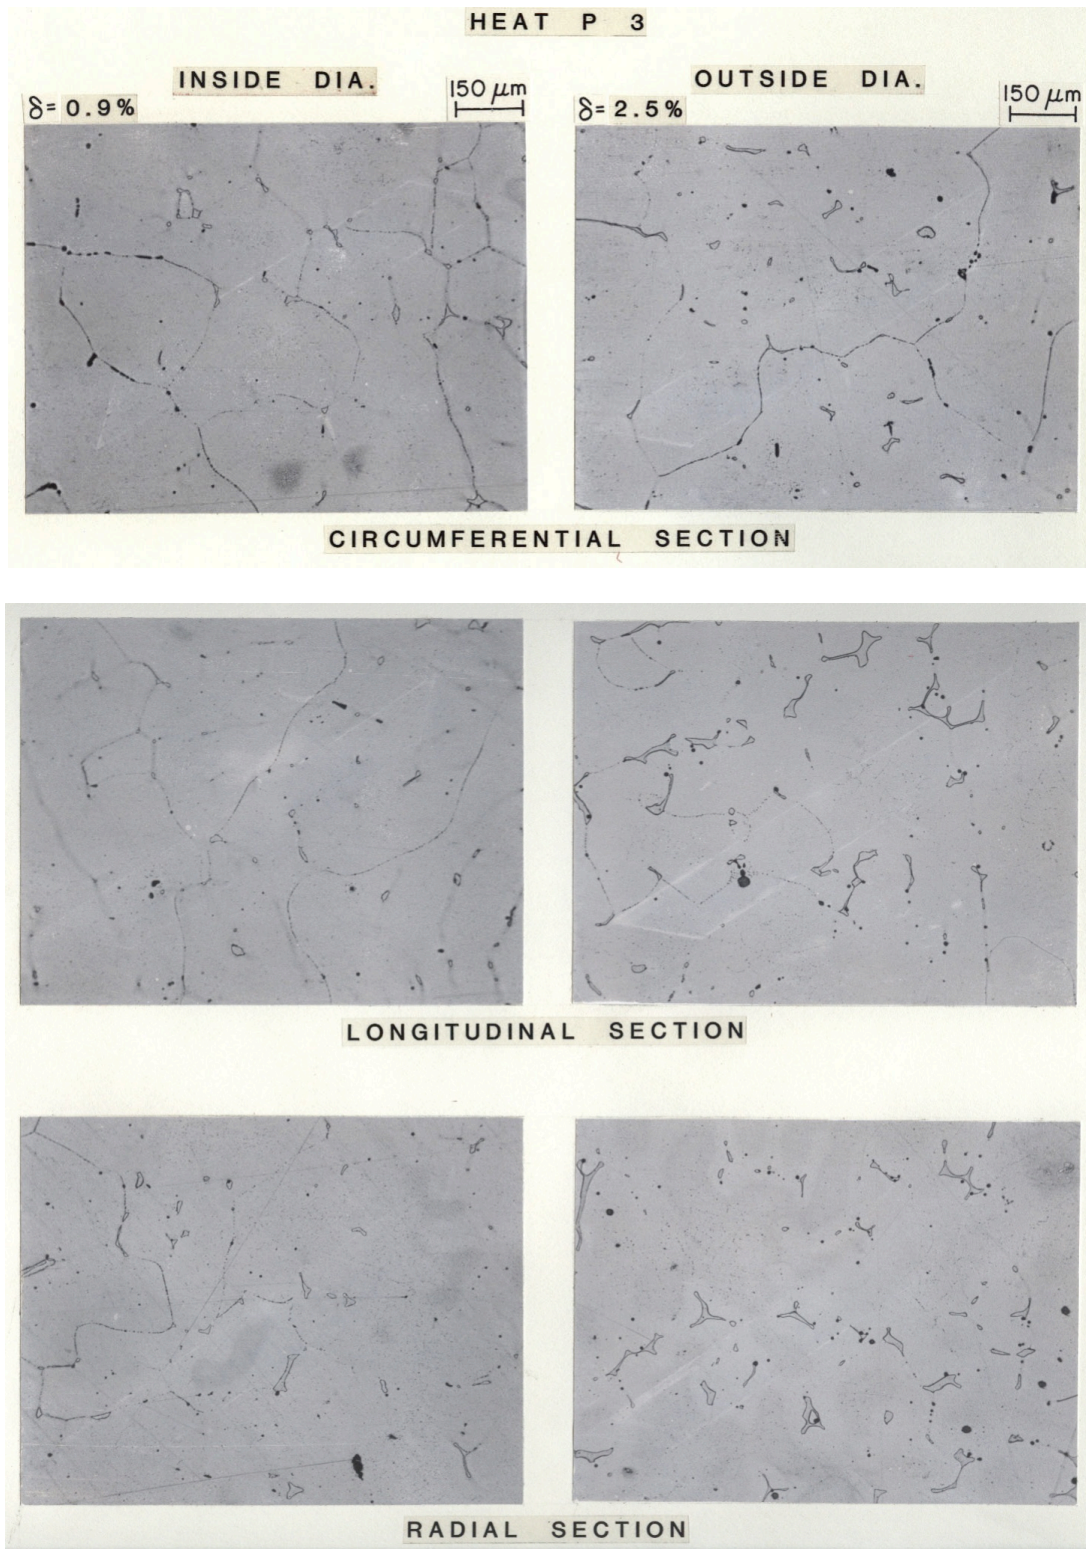 HEAT P 3
INSIDE DIA.
OUTSIDE DIA.
δ= 0.9%
150 μm
δ= 2.5%
150 μm
CIRCUMFERENTIAL SECTION
LONGITUDINAL SECTION
RADIAL SECTION